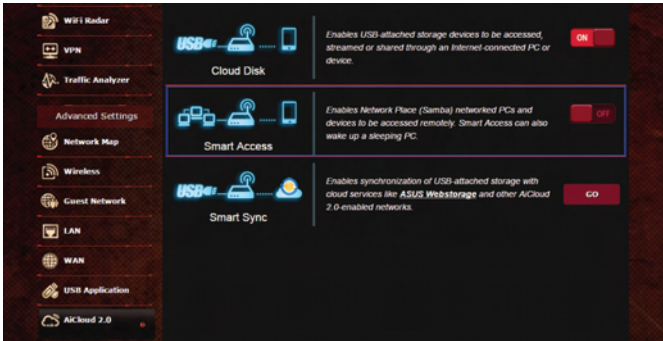 WiFi Radar
VPN
Traffic Analyzer
Advanced Settings
Network Map
Wireless
Guest Network
LAN
WAN
USB Application
AiCloud 2.0
USB
Cloud Disk
Enables USB-attached storage devices to be accessed,
streamed or shared through an Internet-connected PC or
device.
ON
Smart Access
Enables Network Place (Samba) networked PCs and
devices to be accessed remotely. Smart Access can also
wake up a sleeping PC.
OFF
USB
Smart Sync
Enables synchronization of USB-attached storage with
cloud services like ASUS Webstorage and other AiCloud
2.0-enabled networks.
GO